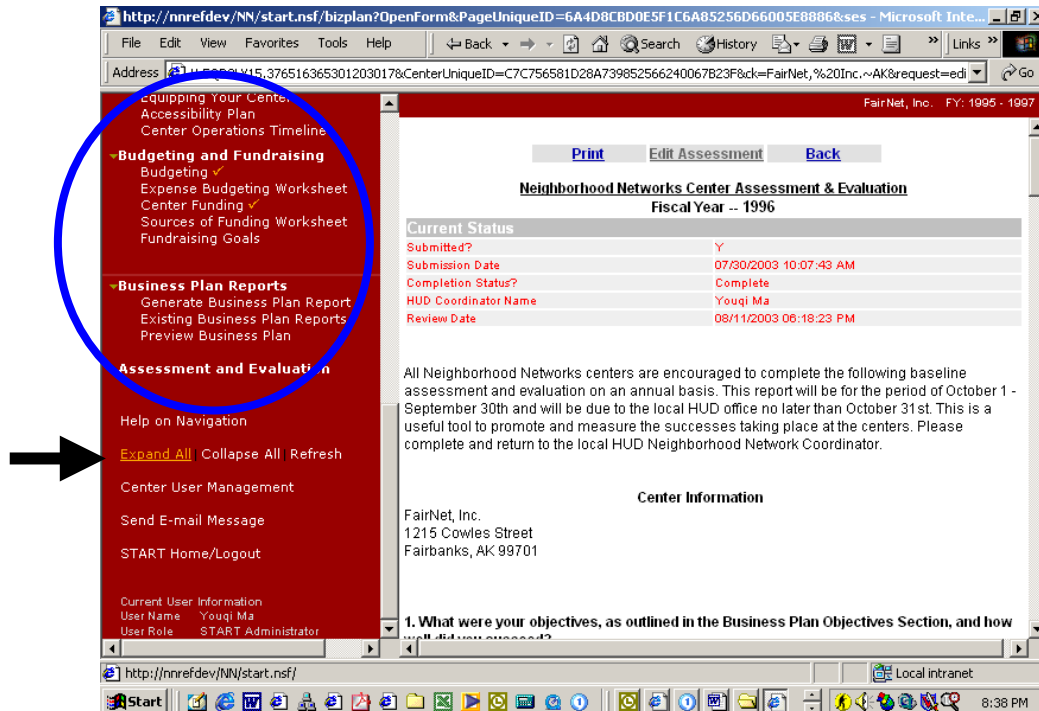 http://nnrefdev/NN/start.nsf/bizplan?OpenForm&PageUniqueID=6A4D8CBD0E5F1C6A85256D66005E8886&ses - Microsoft Inte...
File Edit View Favorites Tools Help Back Search History Links
Address 15.376516365301203017&CenterUniqueID=C7C756581D28A739852566240067B23F&ck=FairNet,%20Inc.~AK&request=edi Go
Equipping Your Center
Accessibility Plan
Center Operations Timeline
Budgeting and Fundraising
Budgeting
Expense Budgeting Worksheet
Center Funding
Sources of Funding Worksheet
Fundraising Goals
Business Plan Reports
Generate Business Plan Report
Existing Business Plan Reports
Preview Business Plan
Assessment and Evaluation
Help on Navigation
Expand All | Collapse All | Refresh
Center User Management
Send E-mail Message
START Home/Logout
Current User Information
User Name Youqi Ma
User Role START Administrator
FairNet, Inc. FY: 1995 - 1997
Print Edit Assessment Back
Neighborhood Networks Center Assessment & Evaluation
Fiscal Year -- 1996
Current Status
Submitted? Y
Submission Date 07/30/2003 10:07:43 AM
Completion Status? Complete
HUD Coordinator Name Youqi Ma
Review Date 08/11/2003 06:18:23 PM
All Neighborhood Networks centers are encouraged to complete the following baseline
assessment and evaluation on an annual basis. This report will be for the period of October 1 -
September 30th and will be due to the local HUD office no later than October 31st. This is a
useful tool to promote and measure the successes taking place at the centers. Please
complete and return to the local HUD Neighborhood Network Coordinator.
Center Information
FairNet, Inc.
1215 Cowles Street
Fairbanks, AK 99701
1. What were your objectives, as outlined in the Business Plan Objectives Section, and how
well did you succeed?
http://nnrefdev/NN/start.nsf/ Local intranet
Start 8:38 PM